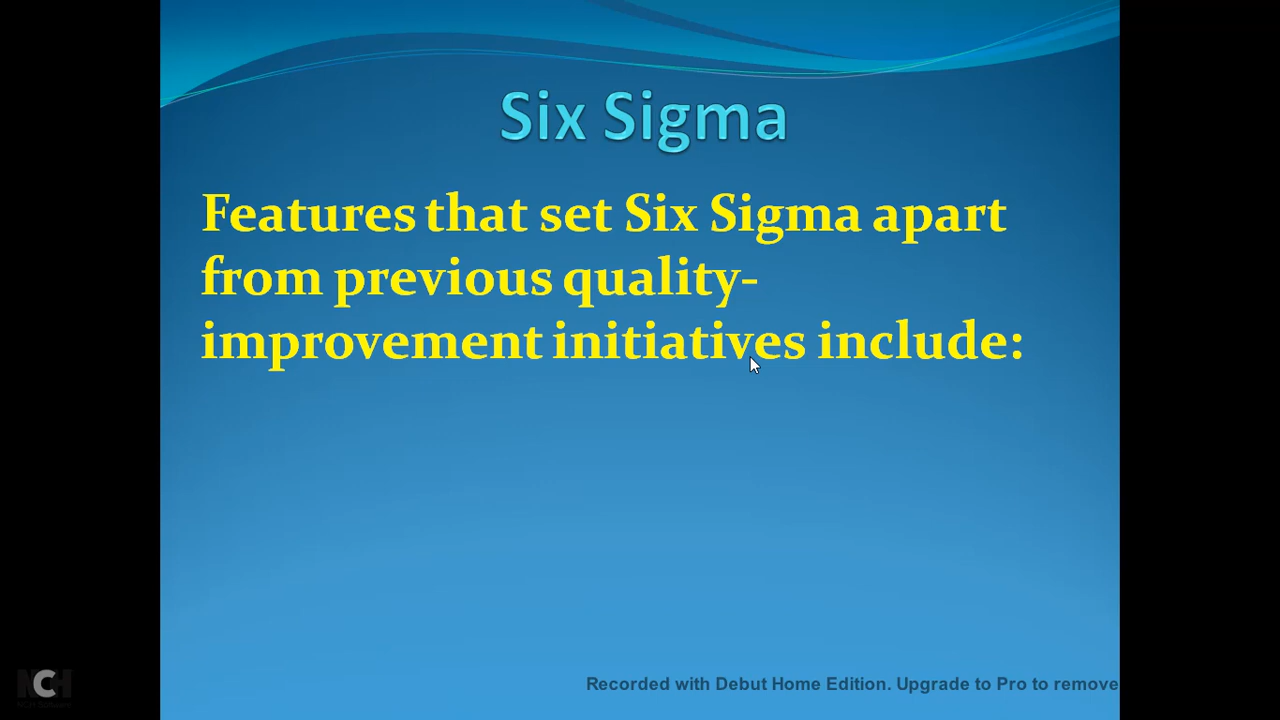 Six Sigma
Features that set Six Sigma apart
from previous quality-
improvement initiatives include:
Recorded with Debut Home Edition. Upgrade to Pro to remove
NCH